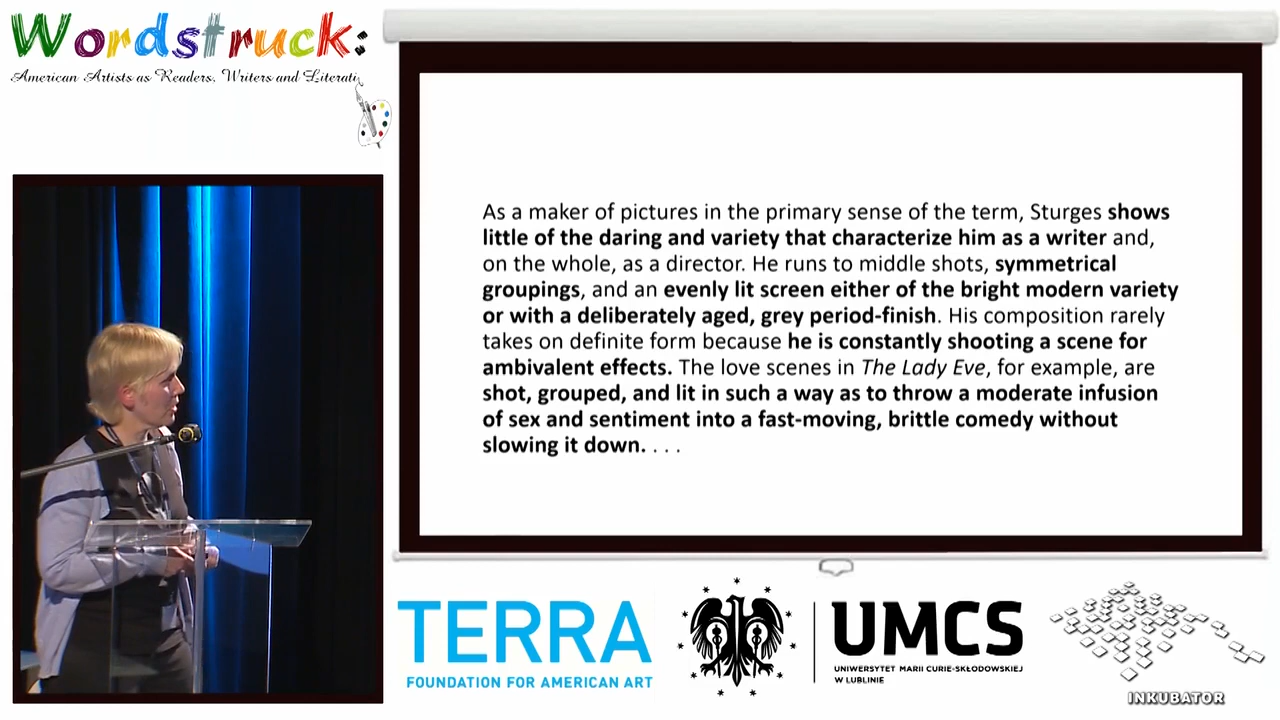 Wordstruck:
American Artists as Readers, Writers and Literati
As a maker of pictures in the primary sense of the term, Sturges shows
little of the daring and variety that characterize him as a writer and,
on the whole, as a director. He runs to middle shots, symmetrical
groupings, and an evenly lit screen either of the bright modern variety
or with a deliberately aged, grey period-finish. His composition rarely
takes on definite form because he is constantly shooting a scene for
ambivalent effects. The love scenes in The Lady Eve, for example, are
shot, grouped, and lit in such a way as to throw a moderate infusion
of sex and sentiment into a fast-moving, brittle comedy without
slowing it down. . . .
TERRA
FOUNDATION FOR AMERICAN ART
UMCS
UNIWERSYTET MARII CURIE-SKŁODOWSKIEJ
W LUBLINIE
INKUBATOR